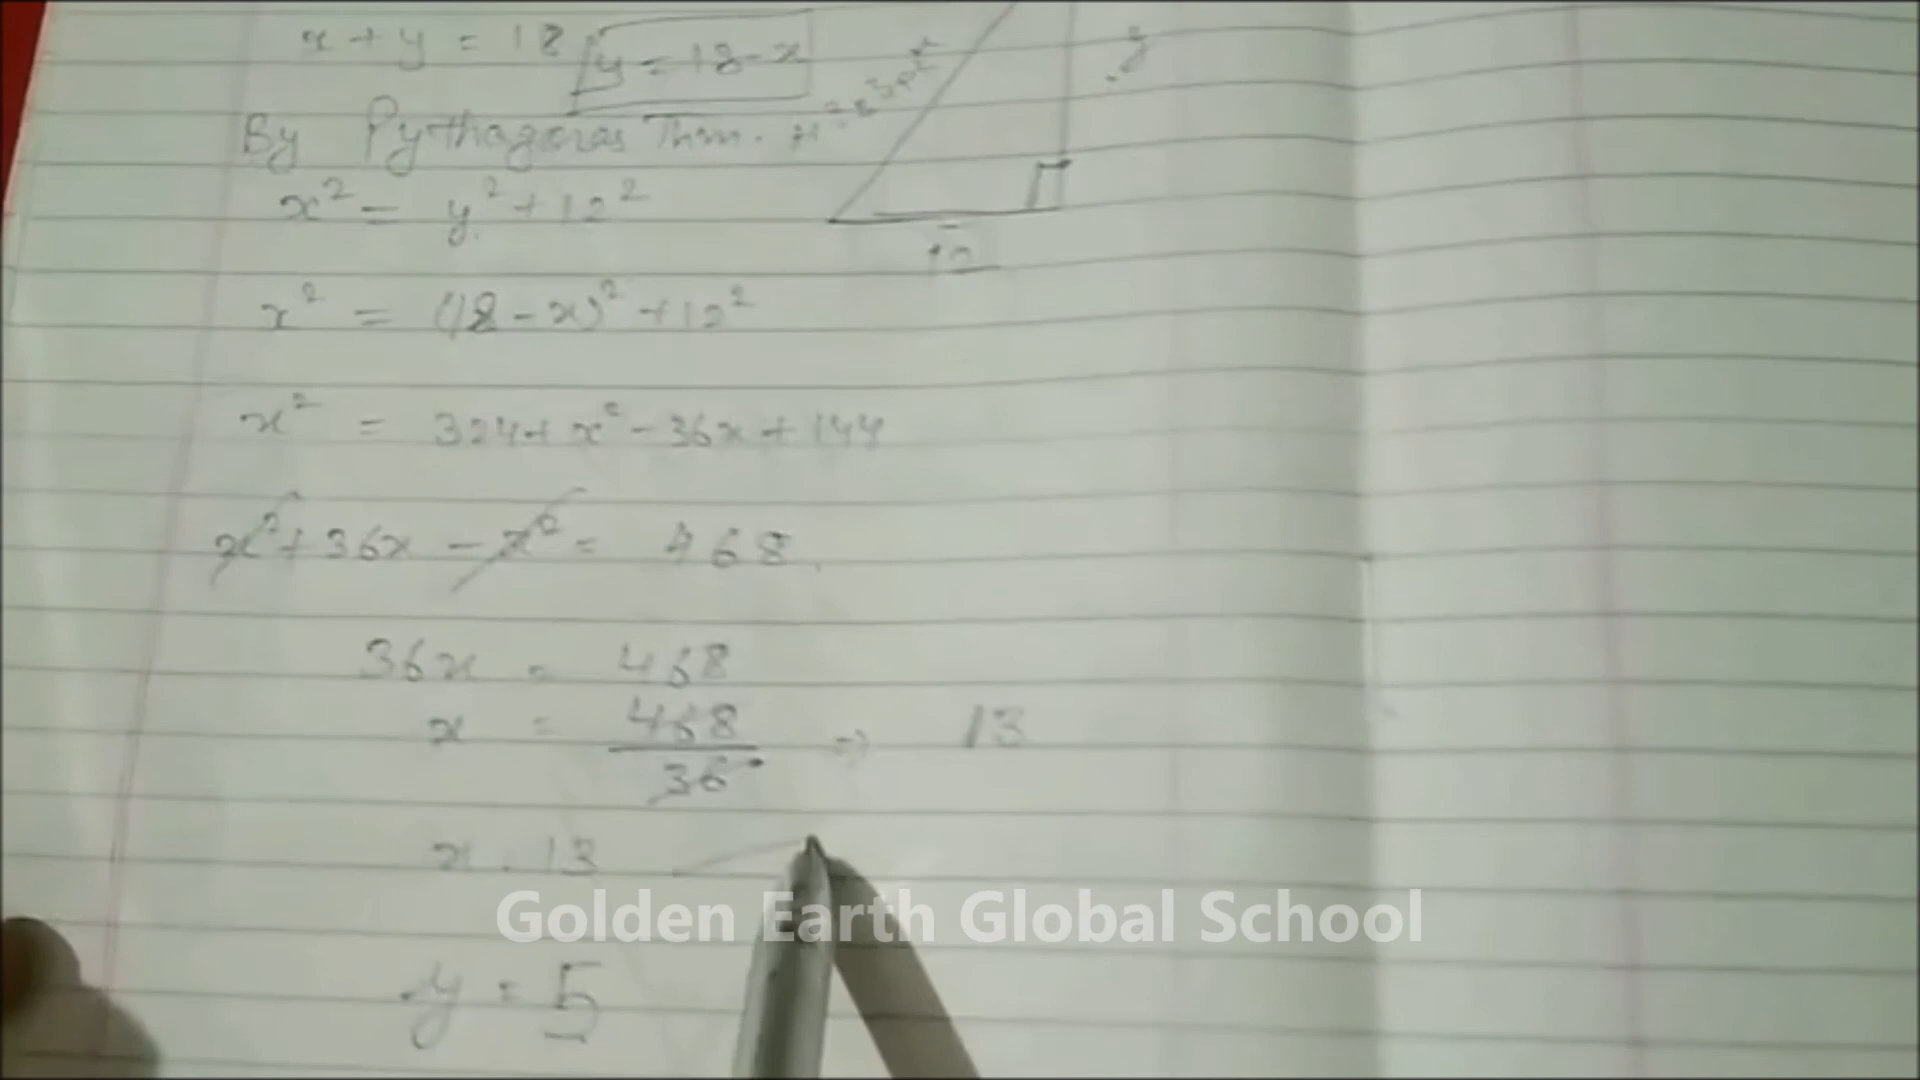 x + y = 18 y = 18 - x
y
By Pythagoras Thm.
x² = y² + 12²
12
x² = (18 - x)² + 12²
x² = 324 + x² - 36x + 144
x² + 36x - x² = 468.
36x = 468
x = 468/36 => 13
x . 13
Golden Earth Global School
y = 5